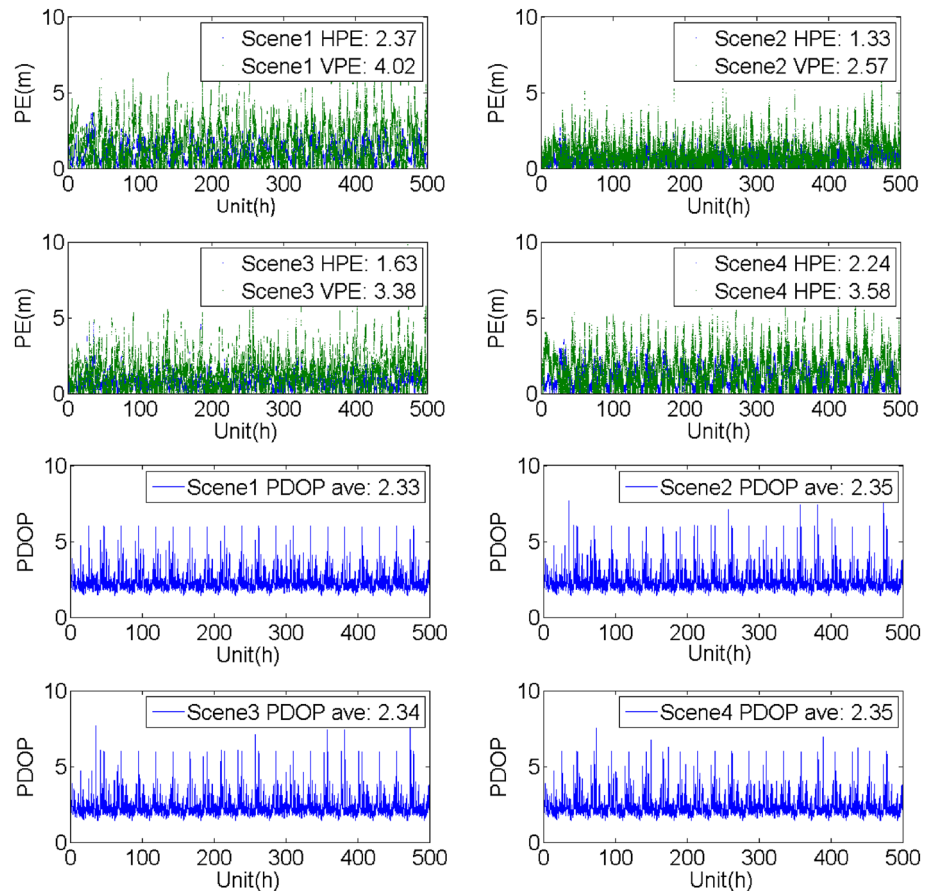 10
5
0
PE(m)
Scene1 HPE: 2.37
Scene1 VPE: 4.02
0 100 200 300 400 500
Unit(h)
10
5
0
PE(m)
Scene2 HPE: 1.33
Scene2 VPE: 2.57
0 100 200 300 400 500
Unit(h)
10
5
0
PE(m)
Scene3 HPE: 1.63
Scene3 VPE: 3.38
0 100 200 300 400 500
Unit(h)
10
5
0
PE(m)
Scene4 HPE: 2.24
Scene4 HPE: 3.58
0 100 200 300 400 500
Unit(h)
10
5
0
PDOP
Scene1 PDOP ave: 2.33
0 100 200 300 400 500
Unit(h)
10
5
0
PDOP
Scene2 PDOP ave: 2.35
0 100 200 300 400 500
Unit(h)
10
5
0
PDOP
Scene3 PDOP ave: 2.34
0 100 200 300 400 500
Unit(h)
10
5
0
PDOP
Scene4 PDOP ave: 2.35
0 100 200 300 400 500
Unit(h)